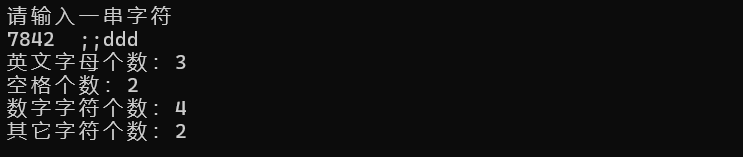 请输入一串字符
7842  ;;ddd
英文字母个数: 3
空格个数: 2
数字字符个数: 4
其它字符个数: 2